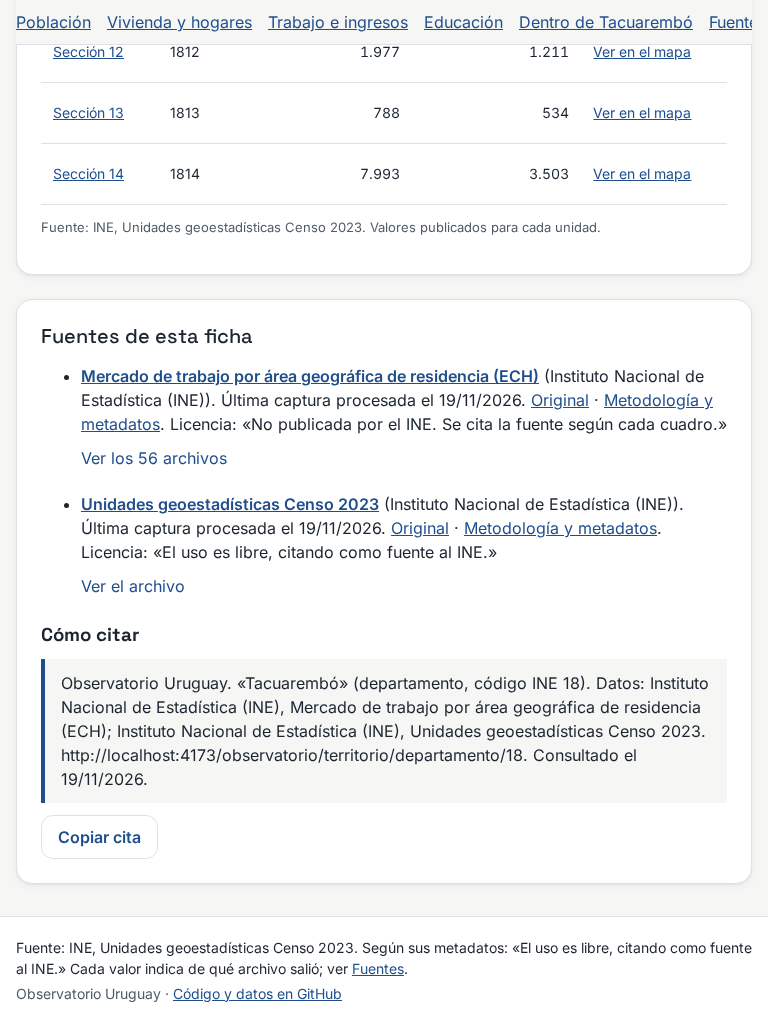 Población Vivienda y hogares Trabajo e ingresos Educación Dentro de Tacuarembó Fuente
Sección 12 1812 1.977 1.211 Ver en el mapa
Sección 13 1813 788 534 Ver en el mapa
Sección 14 1814 7.993 3.503 Ver en el mapa
Fuente: INE, Unidades geoestadísticas Censo 2023. Valores publicados para cada unidad.
Fuentes de esta ficha
• Mercado de trabajo por área geográfica de residencia (ECH) (Instituto Nacional de
Estadística (INE)). Última captura procesada el 19/11/2026. Original · Metodología y
metadatos. Licencia: «No publicada por el INE. Se cita la fuente según cada cuadro.»
Ver los 56 archivos
• Unidades geoestadísticas Censo 2023 (Instituto Nacional de Estadística (INE)).
Última captura procesada el 19/11/2026. Original · Metodología y metadatos.
Licencia: «El uso es libre, citando como fuente al INE.»
Ver el archivo
Cómo citar
Observatorio Uruguay. «Tacuarembó» (departamento, código INE 18). Datos: Instituto
Nacional de Estadística (INE), Mercado de trabajo por área geográfica de residencia
(ECH); Instituto Nacional de Estadística (INE), Unidades geoestadísticas Censo 2023.
http://localhost:4173/observatorio/territorio/departamento/18. Consultado el
19/11/2026.
Copiar cita
Fuente: INE, Unidades geoestadísticas Censo 2023. Según sus metadatos: «El uso es libre, citando como fuente
al INE.» Cada valor indica de qué archivo salió; ver Fuentes.
Observatorio Uruguay · Código y datos en GitHub